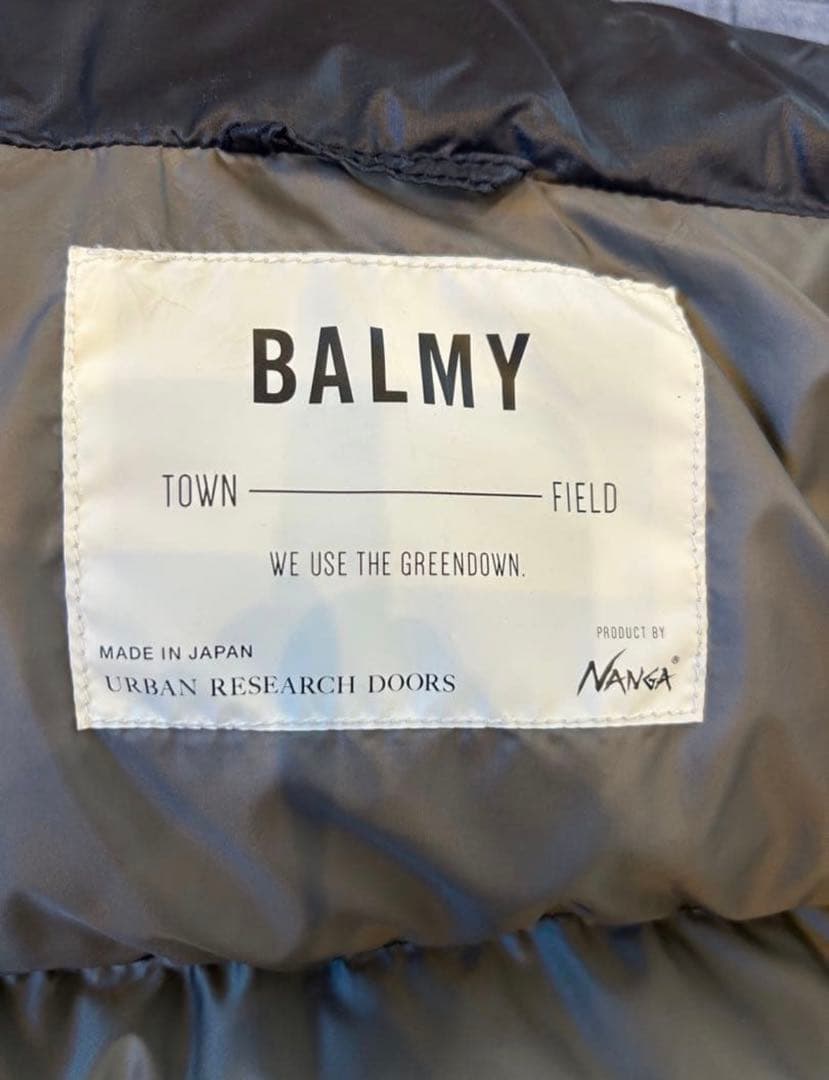 BALMY
TOWN FIELD
WE USE THE GREENDOWN.
PRODUCT BY
MADE IN JAPAN
URBAN RESEARCH DOORS
NANGA®